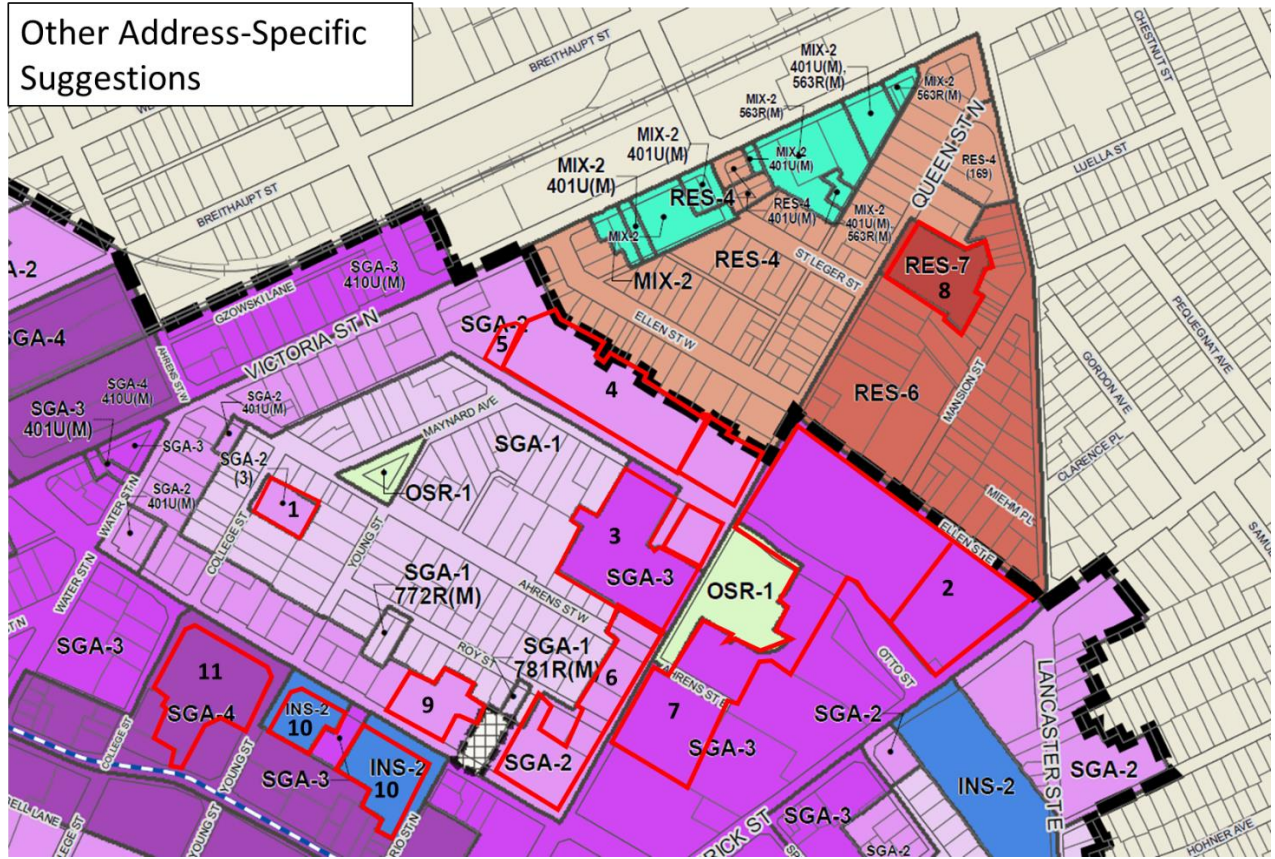 Other Address-Specific
Suggestions
BREITHAUPT ST
BREITHAUPT ST
CHESTNUT ST
MIX-2
401U(M),
563R(M)
MIX-2
563R(M)
MIX-2
563R(M)
MIX-2
401U(M)
MIX-2
401U(M)
MIX-2
401U(M)
QUEEN ST N
RES-4
(169)
LUELLA ST
RES-4
RES-4
401U(M)
MIX-2
401U(M),
563R(M)
MIX-2
MIX-2
RES-4
ST LEGER ST
RES-7
8
A-2
SGA-3
410U(M)
GZOWSKI LANE
VICTORIA ST N
SGA-2
5
ELLEN ST W
4
PEQUEGNAT AVE
GORDON AVE
MANSION ST
RES-6
SGA-4
AHRENS ST W
SGA-4
410U(M)
SGA-3
401U(M)
SGA-3
SGA-2
401U(M)
MAYNARD AVE
SGA-1
SGA-2
(3)
OSR-1
1
SGA-2
401U(M)
WATER ST N
COLLEGE ST
YOUNG ST
CLARENCE PL
MIEHM PL
ELLEN ST E
3
SGA-3
2
OSR-1
SGA-1
772R(M)
AHRENS ST W
WATER ST N
SGA-3
ROY ST
SGA-1
781R(M)
6
AHRENS ST E
OTTO ST
LANCASTER ST E
11
SGA-4
INS-2
10
9
7
SGA-3
SGA-2
COLLEGE ST
YOUNG ST
SGA-3
INS-2
10
SGA-2
INS-2
SGA-2
YOUNG ST
RICK ST
SGA-3
SGA-2
HOHNER AVE